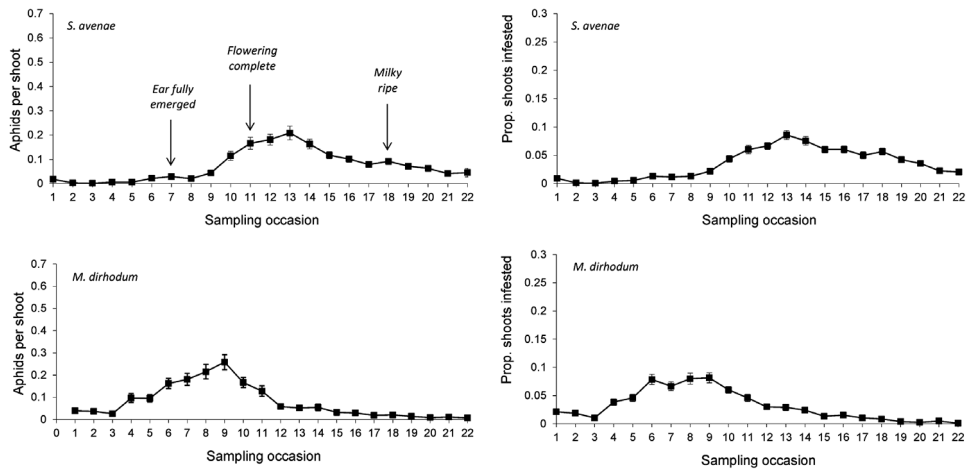 S. avenae
Aphids per shoot
0.7
0.6
0.5
0.4
0.3
0.2
0.1
0
Ear fully
emerged
Flowering
complete
Milky
ripe
1 2 3 4 5 6 7 8 9 10 11 12 13 14 15 16 17 18 19 20 21 22
Sampling occasion
S. avenae
Prop. shoots infested
0.3
0.25
0.2
0.15
0.1
0.05
0
1 2 3 4 5 6 7 8 9 10 11 12 13 14 15 16 17 18 19 20 21 22
Sampling occasion
M. dirhodum
Aphids per shoot
0.7
0.6
0.5
0.4
0.3
0.2
0.1
0
0 1 2 3 4 5 6 7 8 9 10 11 12 13 14 15 16 17 18 19 20 21 22
Sampling occasion
M. dirhodum
Prop. shoots infested
0.3
0.25
0.2
0.15
0.1
0.05
0
1 2 3 4 5 6 7 8 9 10 11 12 13 14 15 16 17 18 19 20 21 22
Sampling occasion